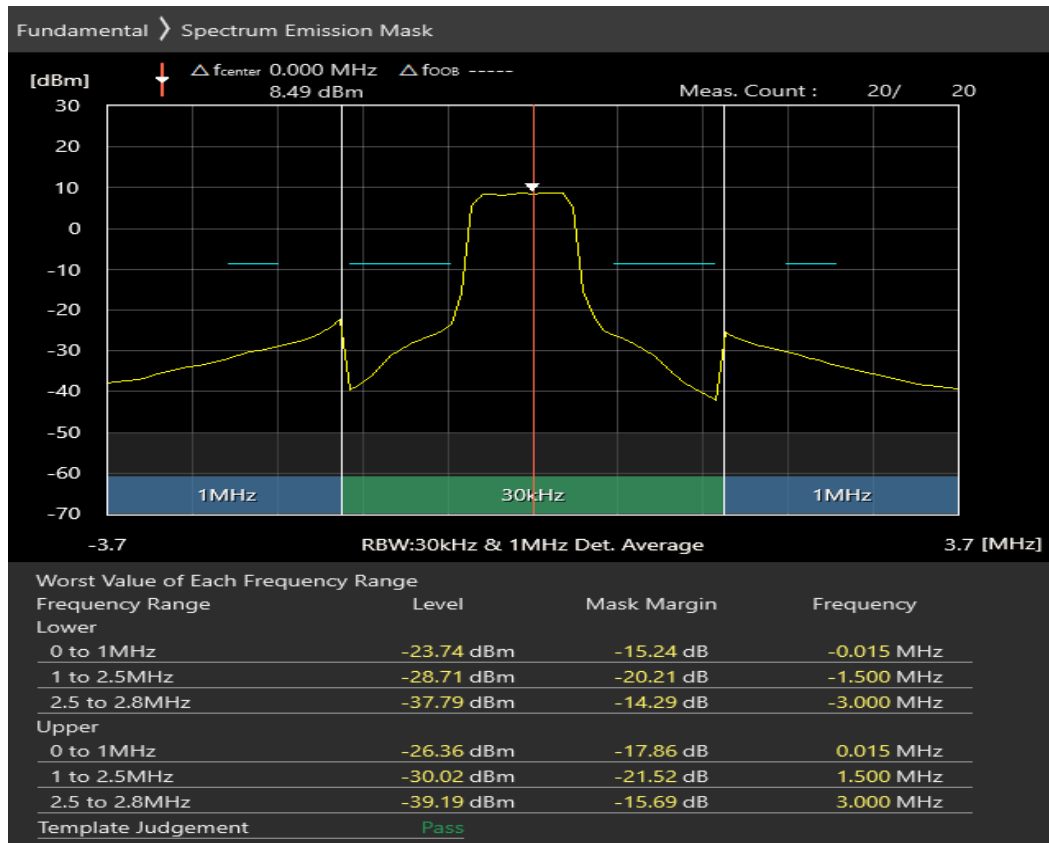 Fundamental ❯ Spectrum Emission Mask
△ fcenter 0.000 MHz △ fOOB -----
[dBm]
8.49 dBm Meas. Count : 20/ 20
30
20
10
0
-10
-20
-30
-40
-50
-60
-70
1MHz 30kHz 1MHz
-3.7 RBW:30kHz & 1MHz Det. Average 3.7 [MHz]
Worst Value of Each Frequency Range
Frequency Range Level Mask Margin Frequency
Lower
0 to 1MHz -23.74 dBm -15.24 dB -0.015 MHz
1 to 2.5MHz -28.71 dBm -20.21 dB -1.500 MHz
2.5 to 2.8MHz -37.79 dBm -14.29 dB -3.000 MHz
Upper
0 to 1MHz -26.36 dBm -17.86 dB 0.015 MHz
1 to 2.5MHz -30.02 dBm -21.52 dB 1.500 MHz
2.5 to 2.8MHz -39.19 dBm -15.69 dB 3.000 MHz
Template Judgement Pass